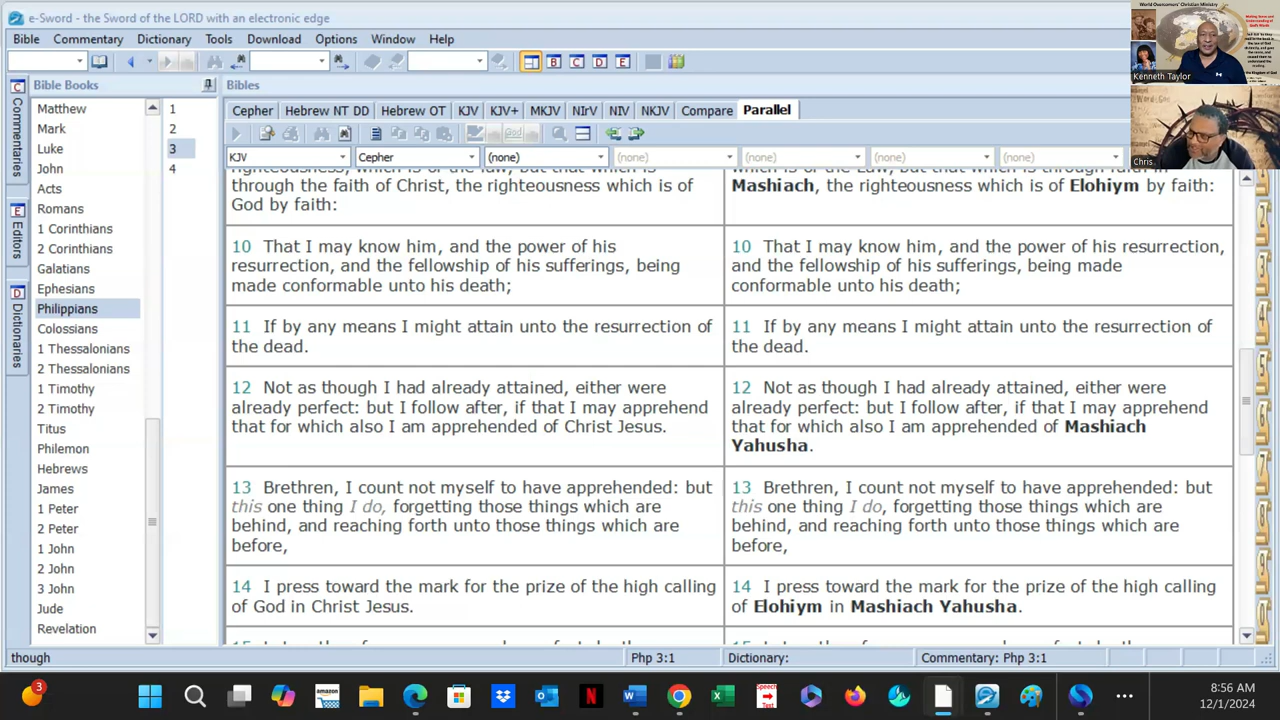 e-Sword - the Sword of the LORD with an electronic edge
Bible Commentary Dictionary Tools Download Options Window Help
B C D E
Bible Books
Bibles
Commentaries
Editors
Dictionaries
Matthew 1
Mark 2
Luke 3
John 4
Acts
Romans
1 Corinthians
2 Corinthians
Galatians
Ephesians
Philippians
Colossians
1 Thessalonians
2 Thessalonians
1 Timothy
2 Timothy
Titus
Philemon
Hebrews
James
1 Peter
2 Peter
1 John
2 John
3 John
Jude
Revelation
Cepher Hebrew NT DD Hebrew OT KJV KJV+ MKJV NIrV NIV NKJV Compare Parallel
KJV Cepher (none) (none) (none) (none) (none)
through the faith of Christ, the righteousness which is of
God by faith:
10 That I may know him, and the power of his
resurrection, and the fellowship of his sufferings, being
made conformable unto his death;
11 If by any means I might attain unto the resurrection of
the dead.
12 Not as though I had already attained, either were
already perfect: but I follow after, if that I may apprehend
that for which also I am apprehended of Christ Jesus.
13 Brethren, I count not myself to have apprehended: but
this one thing I do, forgetting those things which are
behind, and reaching forth unto those things which are
before,
14 I press toward the mark for the prize of the high calling
of God in Christ Jesus.
Mashiach, the righteousness which is of Elohiym by faith:
10 That I may know him, and the power of his resurrection,
and the fellowship of his sufferings, being made
conformable unto his death;
11 If by any means I might attain unto the resurrection of
the dead.
12 Not as though I had already attained, either were
already perfect: but I follow after, if that I may apprehend
that for which also I am apprehended of Mashiach
Yahusha.
13 Brethren, I count not myself to have apprehended: but
this one thing I do, forgetting those things which are
behind, and reaching forth unto those things which are
before,
14 I press toward the mark for the prize of the high calling
of Elohiym in Mashiach Yahusha.
World Overcomers' Christian Ministry
Kenneth Taylor
Chris
though Php 3:1 Dictionary: Commentary: Php 3:1
3
amazon
Speech
Text
8:56 AM
12/1/2024